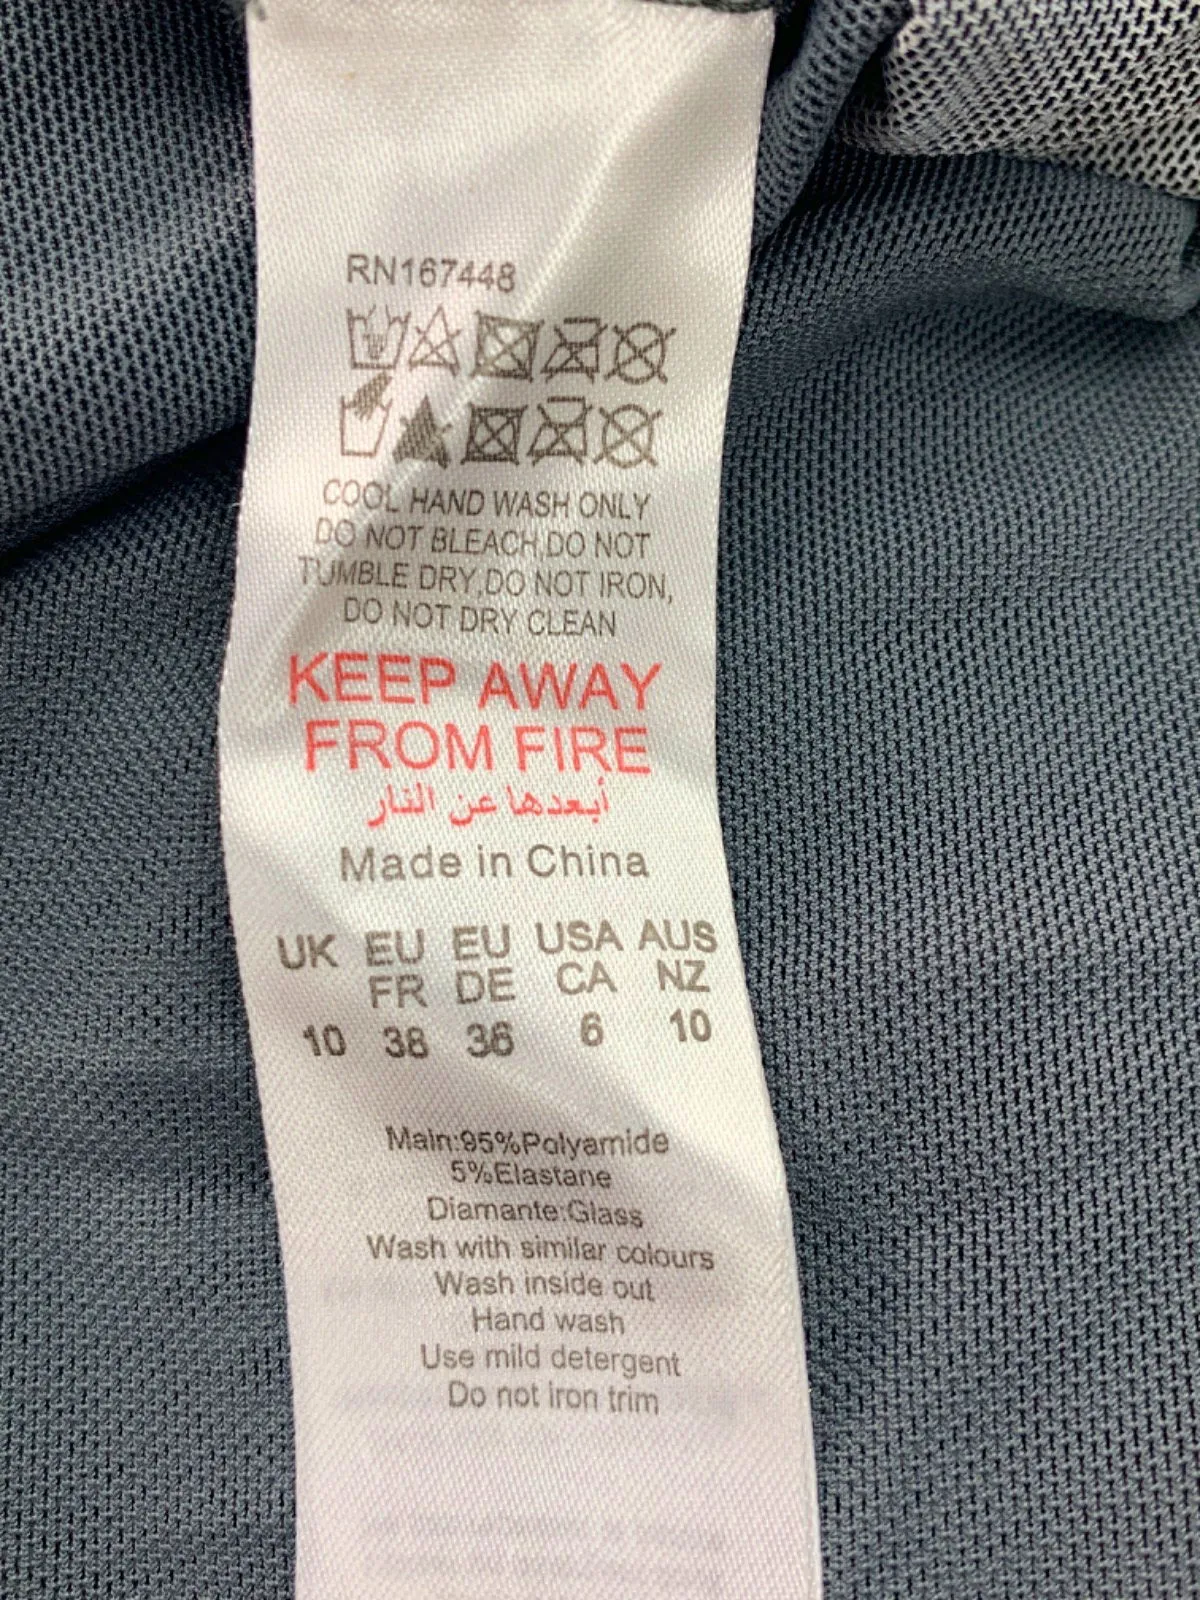 RN167448
COOL HAND WASH ONLY
DO NOT BLEACH,DO NOT
TUMBLE DRY,DO NOT IRON,
DO NOT DRY CLEAN
KEEP AWAY
FROM FIRE
أبعدها عن النار
Made in China
UK EU EU USA AUS
FR DE CA NZ
10 38 36 6 10
Main:95%Polyamide
5%Elastane
Diamante:Glass
Wash with similar colours
Wash inside out
Hand wash
Use mild detergent
Do not iron trim